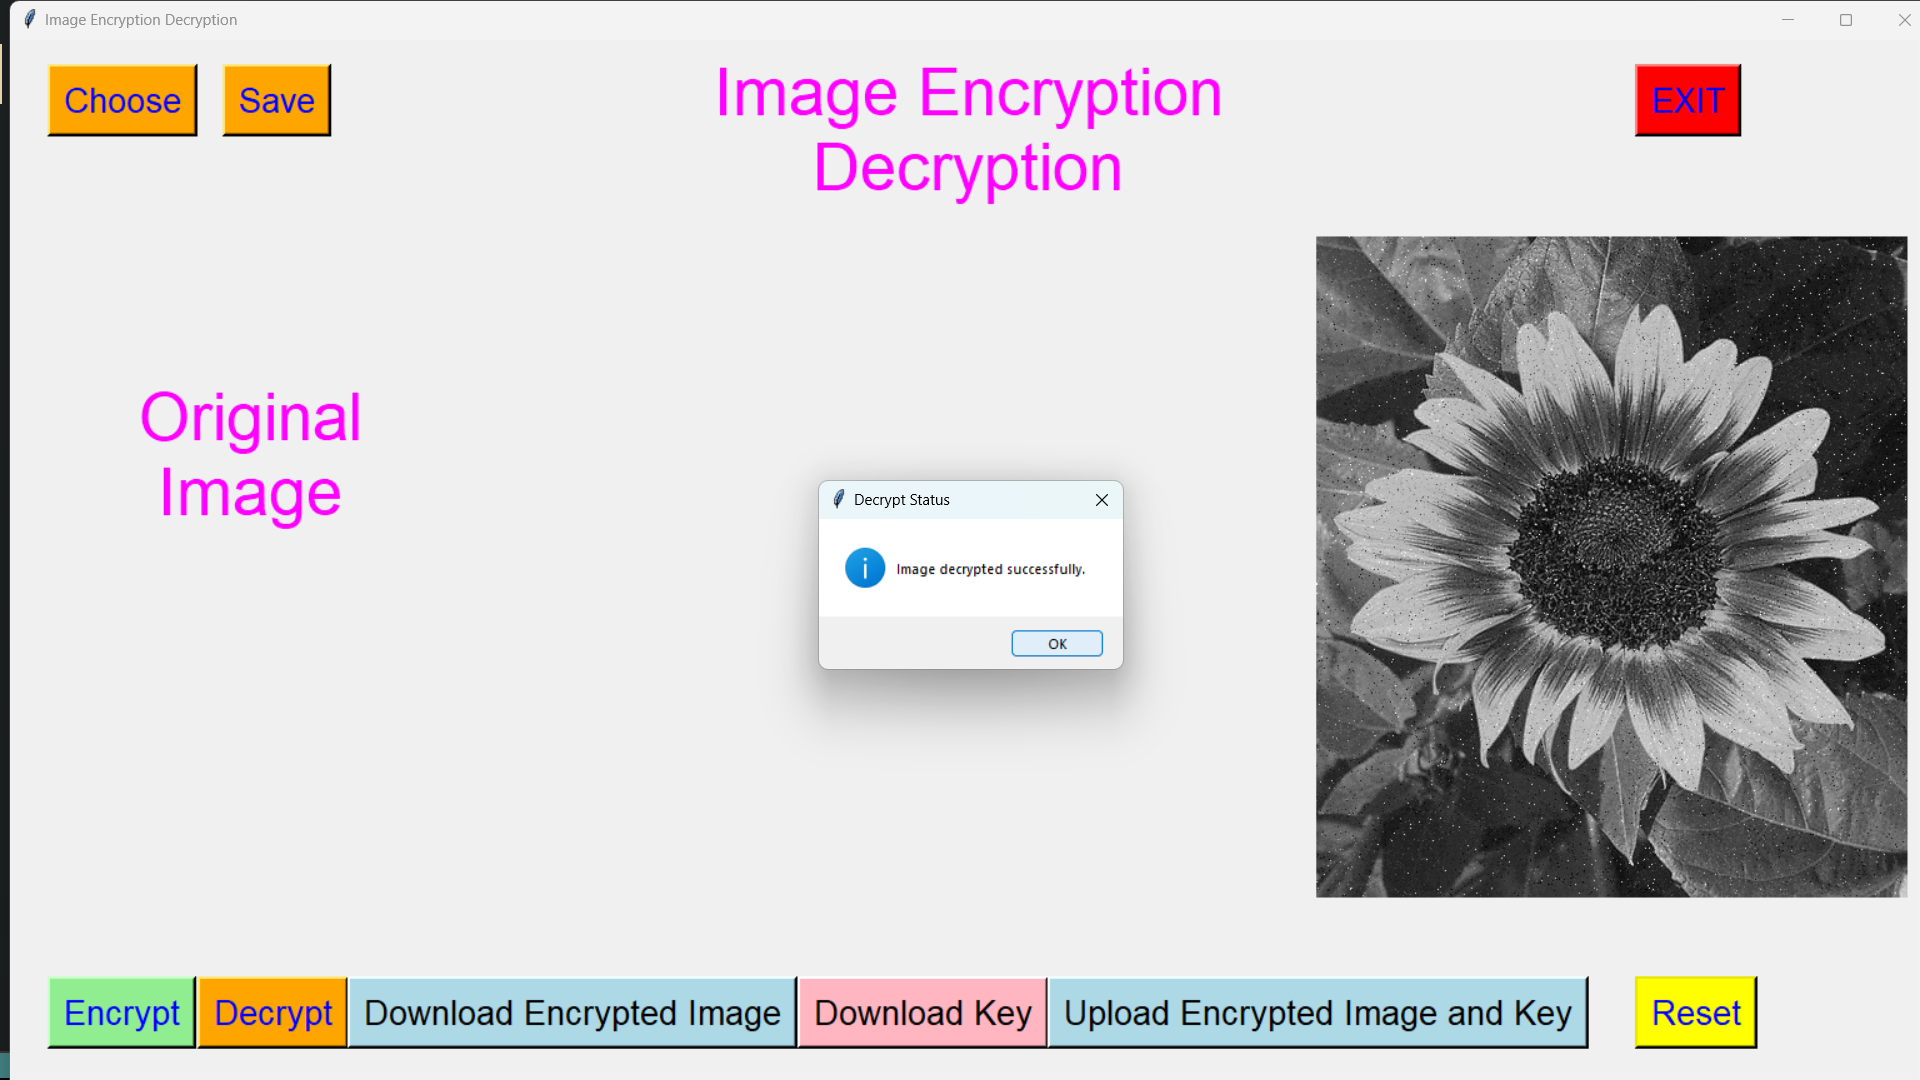 Image Encryption Decryption
Choose
Save
Image Encryption
Decryption
EXIT
Original
Image
Decrypt Status
Image decrypted successfully.
OK
Encrypt
Decrypt
Download Encrypted Image
Download Key
Upload Encrypted Image and Key
Reset